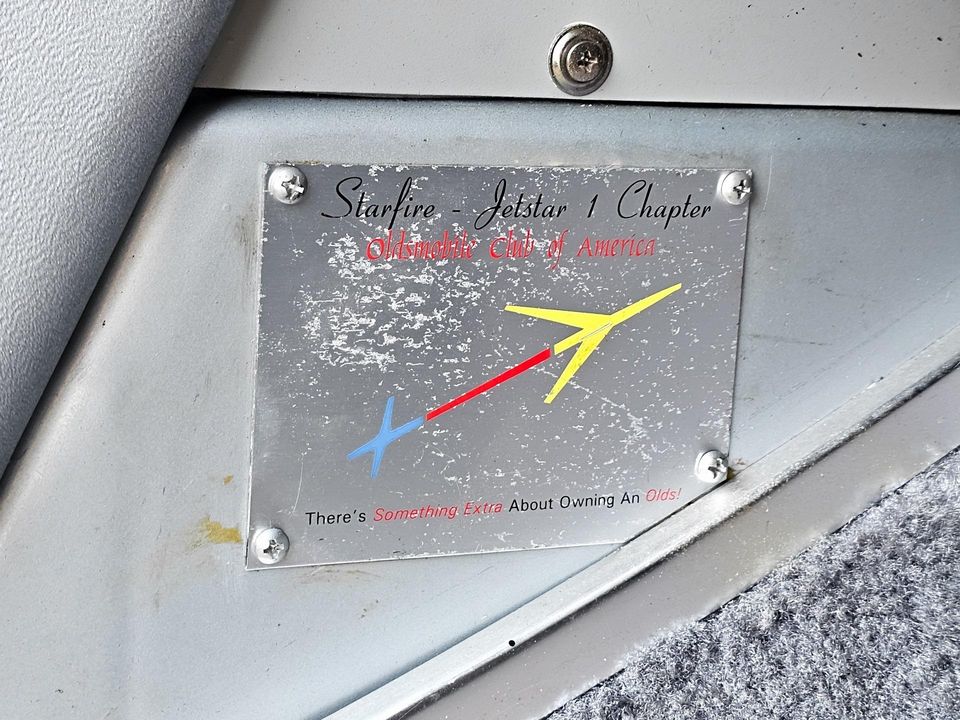 Starfire - Jetstar 1 Chapter
Oldsmobile Club of America
There's Something Extra About Owning An Olds!